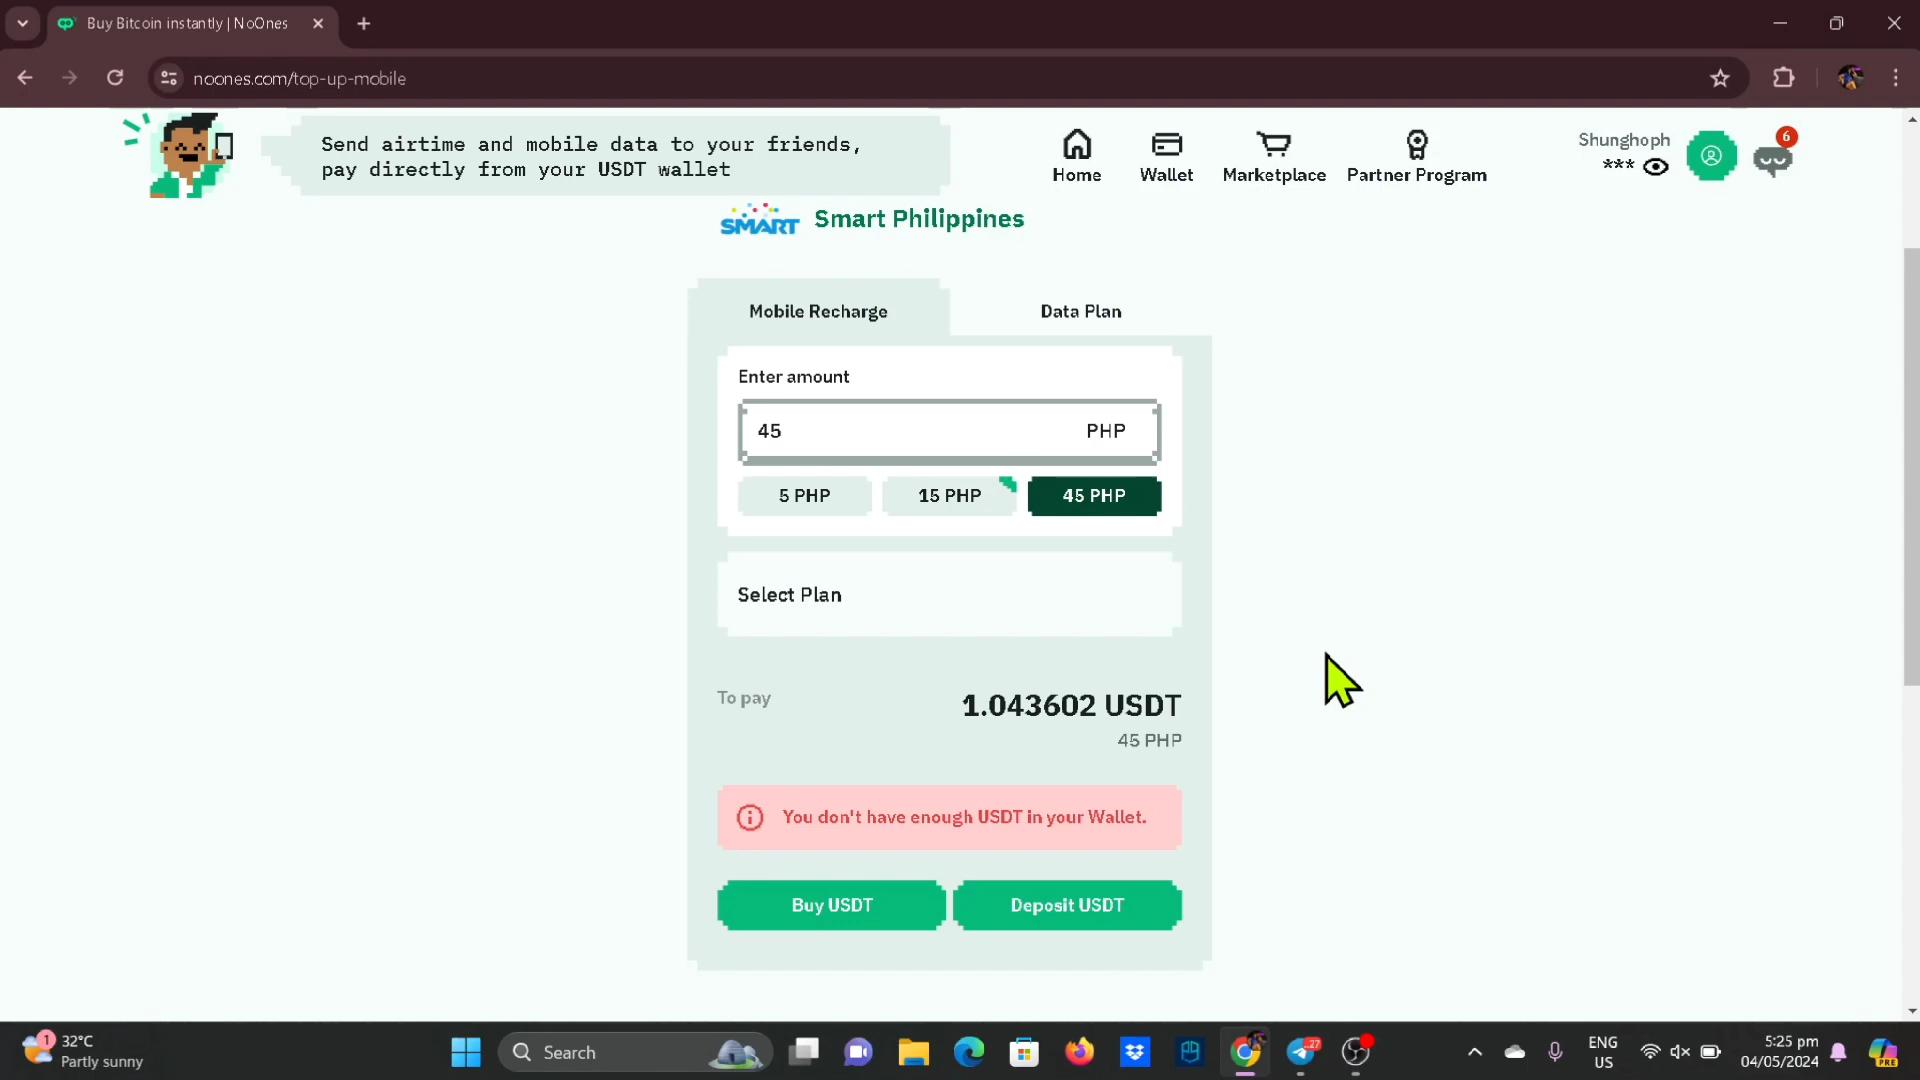 Buy Bitcoin instantly | NoOnes
noones.com/top-up-mobile
Send airtime and mobile data to your friends,
pay directly from your USDT wallet
Home
Wallet
Marketplace
Partner Program
Shunghoph
***
6
SMART
Smart Philippines
Mobile Recharge
Data Plan
Enter amount
45
PHP
5 PHP
15 PHP
45 PHP
Select Plan
To pay
1.043602 USDT
45 PHP
You don't have enough USDT in your Wallet.
Buy USDT
Deposit USDT
1
32°C
Partly sunny
Search
27
ENG
US
5:25 pm
04/05/2024
PRE